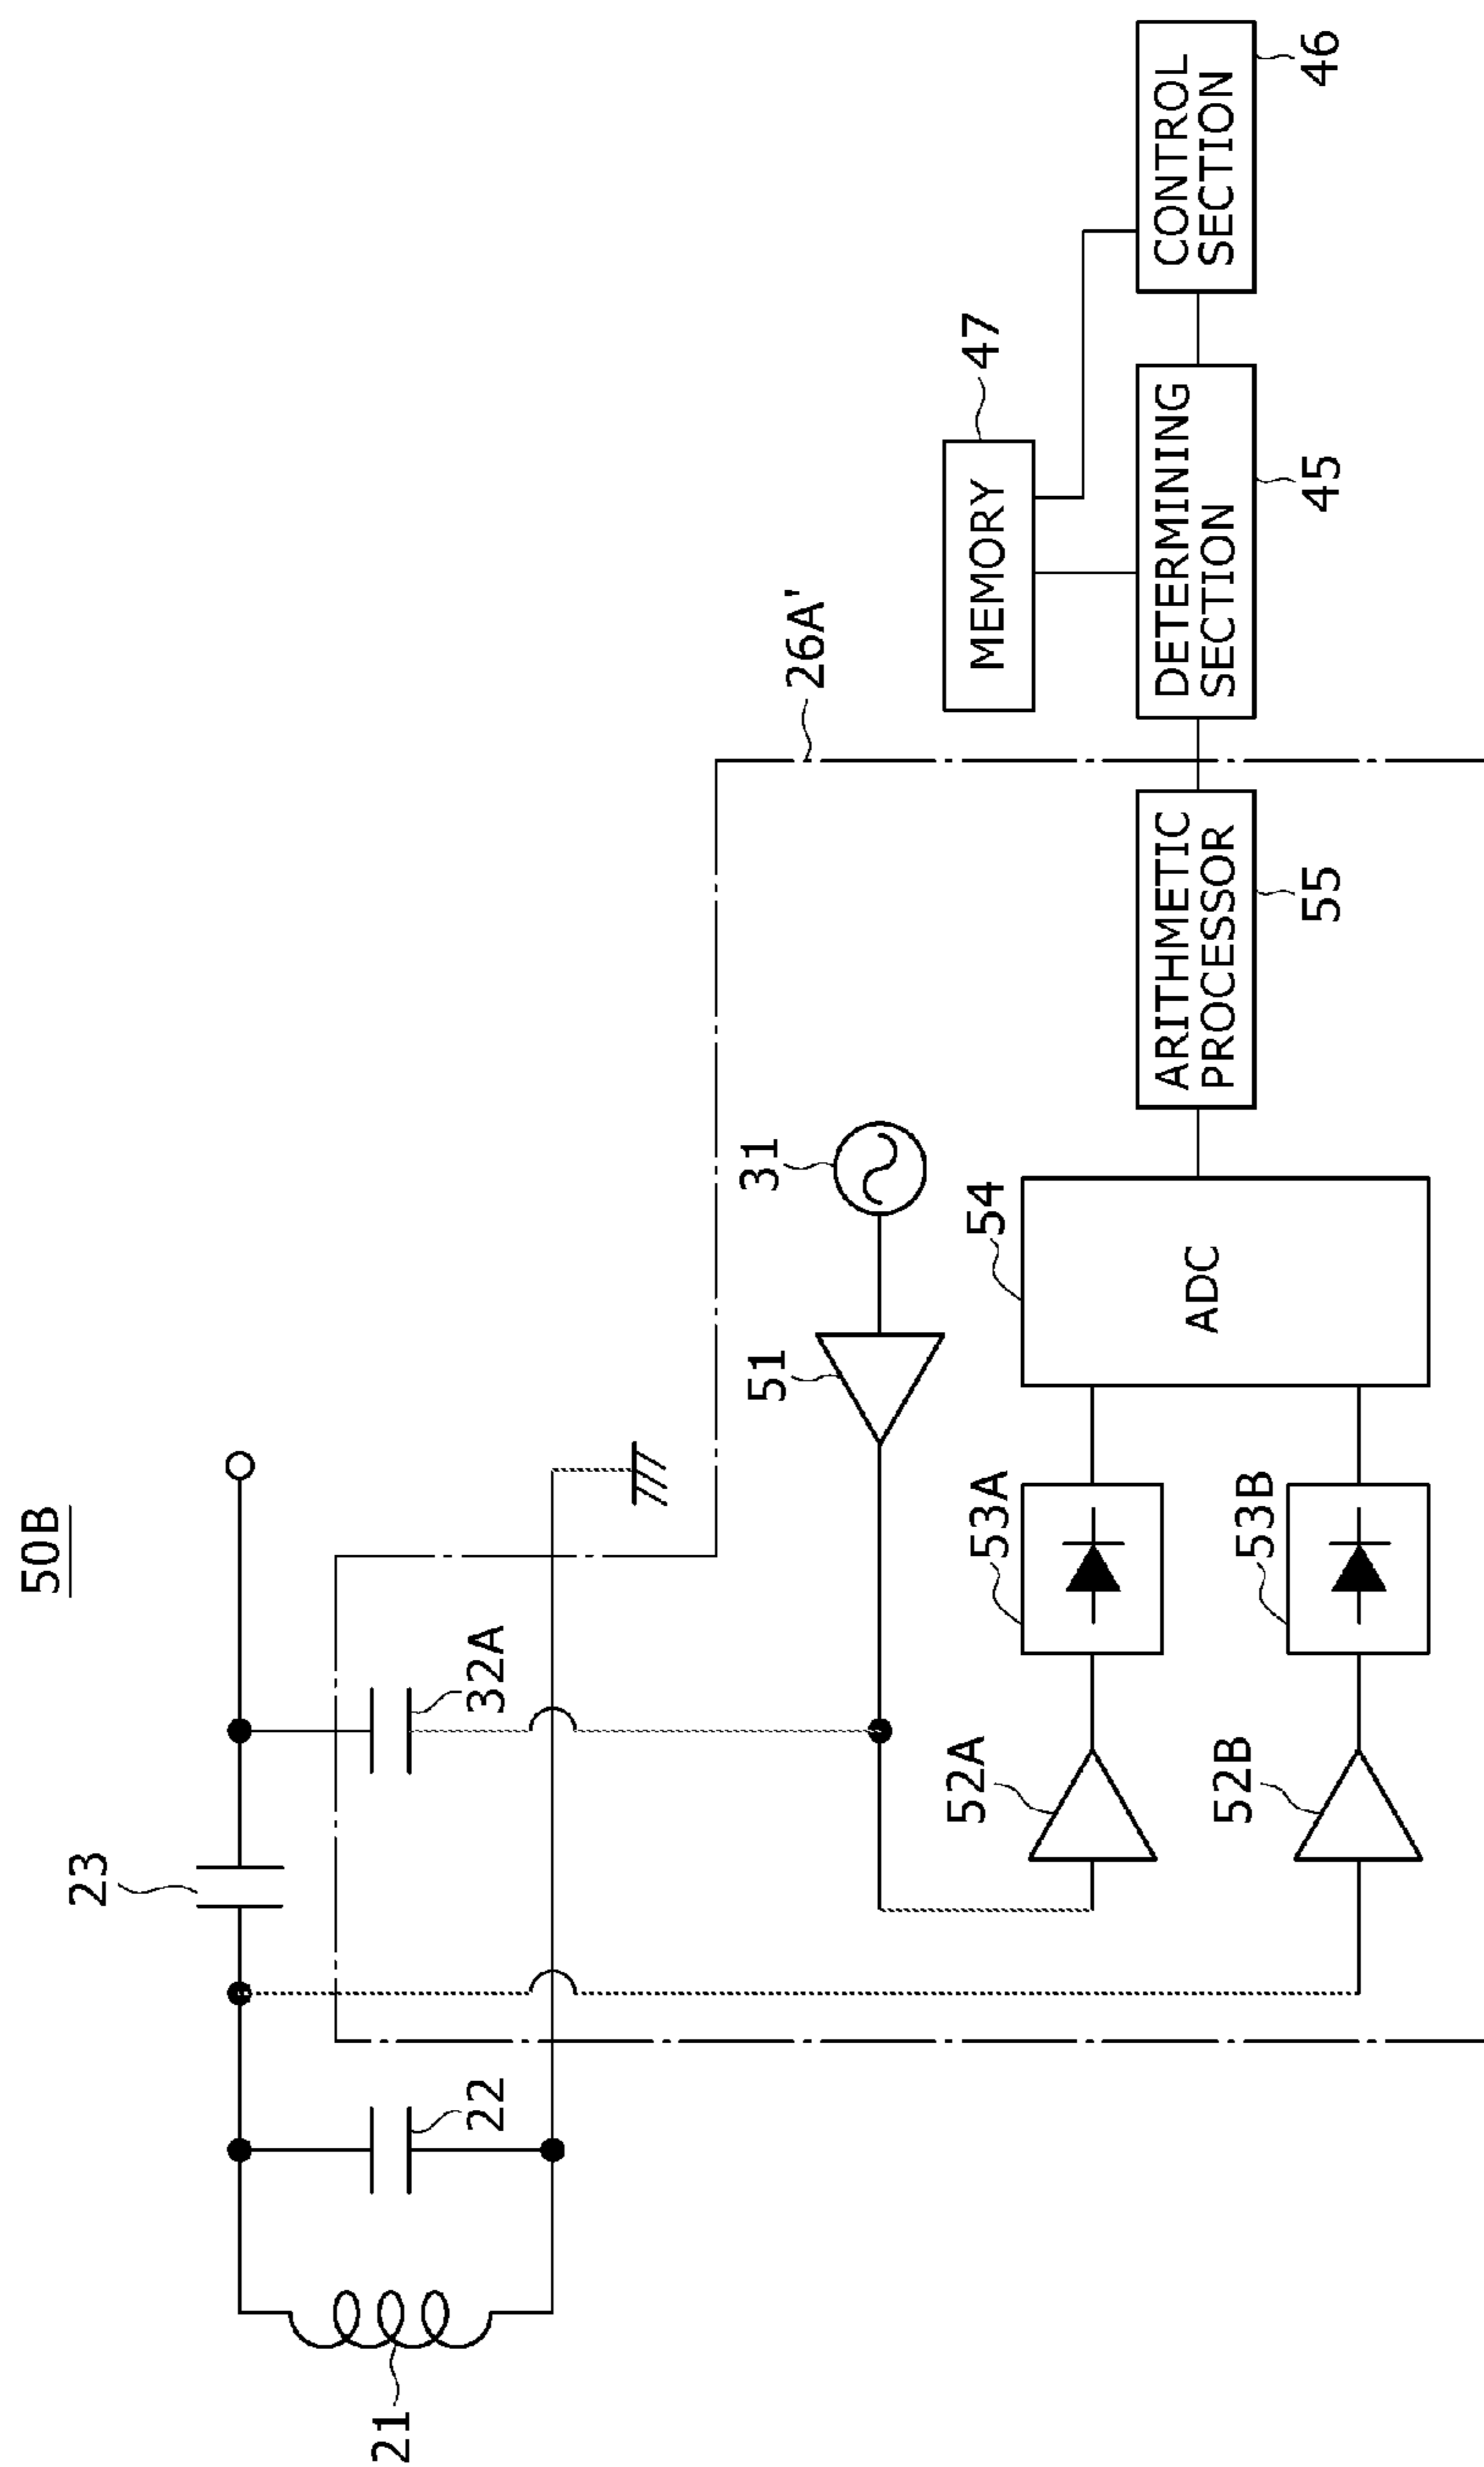 50B
23
32A
22
21
26A'
31
51
52A
53A
52B
53B
54
ADC
ARITHMETIC
PROCESSOR
55
MEMORY
47
DETERMINING
SECTION
45
CONTROL
SECTION
46